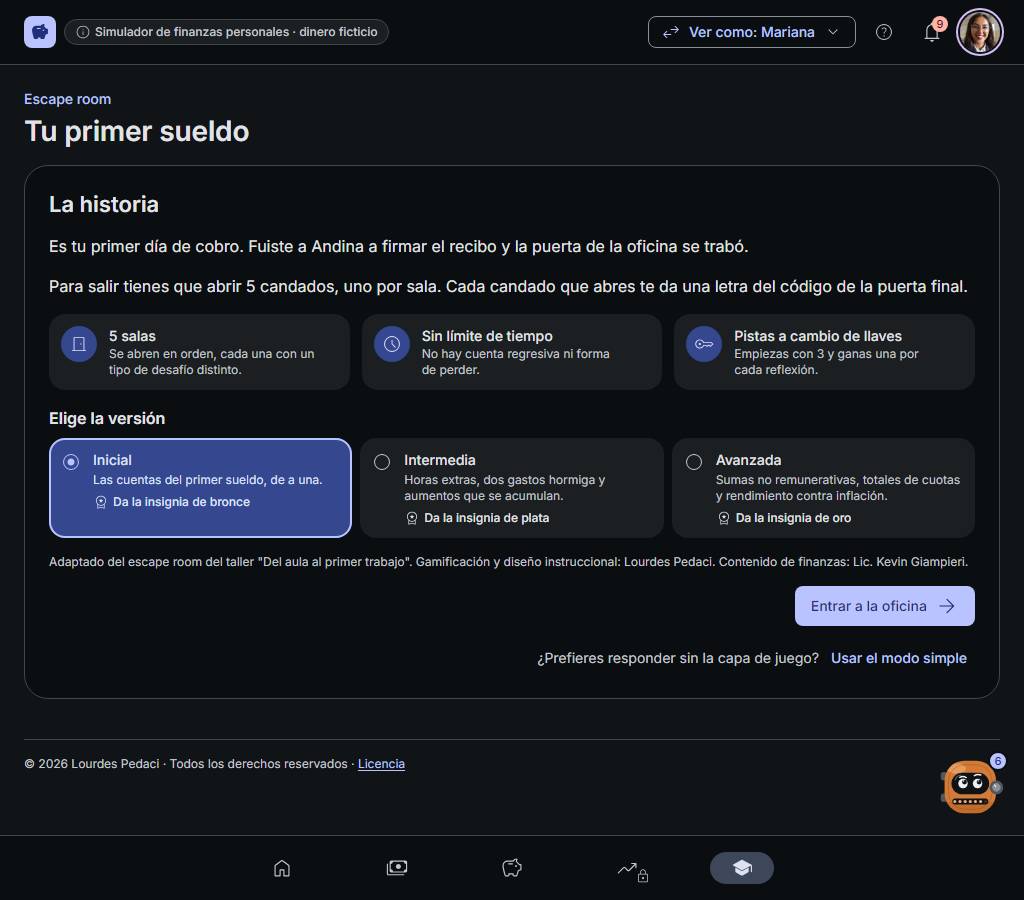 Simulador de finanzas personales · dinero ficticio
Ver como: Mariana
9
Escape room
Tu primer sueldo
La historia
Es tu primer día de cobro. Fuiste a Andina a firmar el recibo y la puerta de la oficina se trabó.
Para salir tienes que abrir 5 candados, uno por sala. Cada candado que abres te da una letra del código de la puerta final.
5 salas
Se abren en orden, cada una con un
tipo de desafío distinto.
Sin límite de tiempo
No hay cuenta regresiva ni forma
de perder.
Pistas a cambio de llaves
Empiezas con 3 y ganas una por
cada reflexión.
Elige la versión
Inicial
Las cuentas del primer sueldo, de a una.
Da la insignia de bronce
Intermedia
Horas extras, dos gastos hormiga y
aumentos que se acumulan.
Da la insignia de plata
Avanzada
Sumas no remunerativas, totales de cuotas
y rendimiento contra inflación.
Da la insignia de oro
Adaptado del escape room del taller "Del aula al primer trabajo". Gamificación y diseño instruccional: Lourdes Pedaci. Contenido de finanzas: Lic. Kevin Giampieri.
Entrar a la oficina
¿Prefieres responder sin la capa de juego? Usar el modo simple
© 2026 Lourdes Pedaci · Todos los derechos reservados · Licencia
6